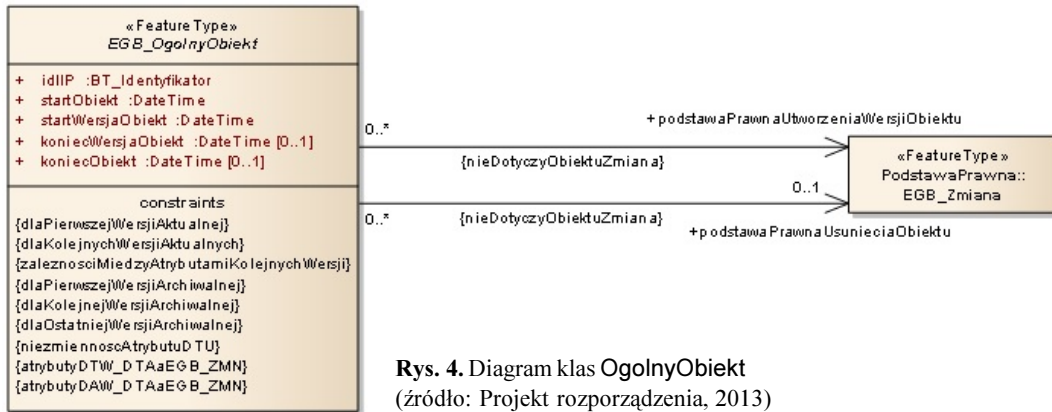 «FeatureType»
EGB_OgolnyObiekt
+ idIIP :BT_Identyfikator
+ startObiekt :DateTime
+ startWersjaObiekt :DateTime
+ koniecWersjaObiekt :DateTime [0..1]
+ koniecObiekt :DateTime [0..1]
constraints
{dlaPierwszejWersjiAktualnej}
{dlaKolejnychWersjiAktualnych}
{zaleznosciMiedzyAtrybutamiKolejnychWersji}
{dlaPierwszejWersjiArchiwalnej}
{dlaKolejnejWersjiArchiwalnej}
{dlaOstatniejWersjiArchiwalnej}
{niezmiennoscAtrybutuDTU}
{atrybutyDTW_DTAaEGB_ZMN}
{atrybutyDAW_DTAaEGB_ZMN}
0..*
+podstawaPrawnaUtworzeniaWersjiObiektu
{nieDotyczyObiektuZmiana}
0..*
0..1
{nieDotyczyObiektuZmiana}
+podstawaPrawnaUsunieciaObiektu
«FeatureType»
PodstawaPrawna::
EGB_Zmiana
Rys. 4. Diagram klas OgolnyObiekt
(źródło: Projekt rozporządzenia, 2013)